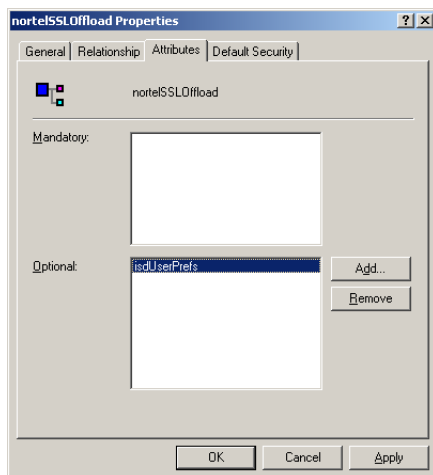 nortelSSLOffload Properties
General Relationship Attributes Default Security
nortelSSLOffload
Mandatory:
Optional:
isdUserPrefs
Add...
Remove
OK Cancel Apply